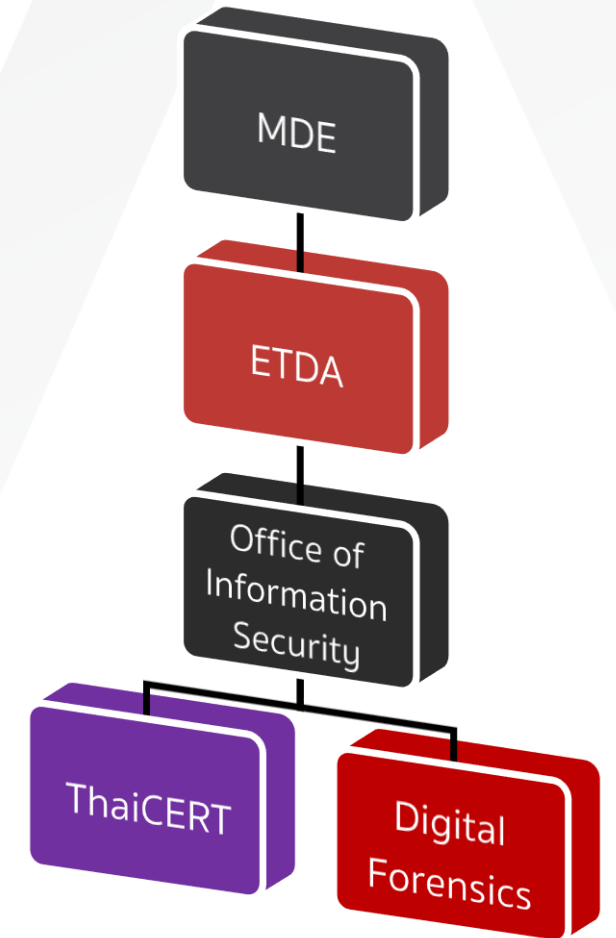 MDE
ETDA
Office of
Information
Security
ThaiCERT
Digital
Forensics